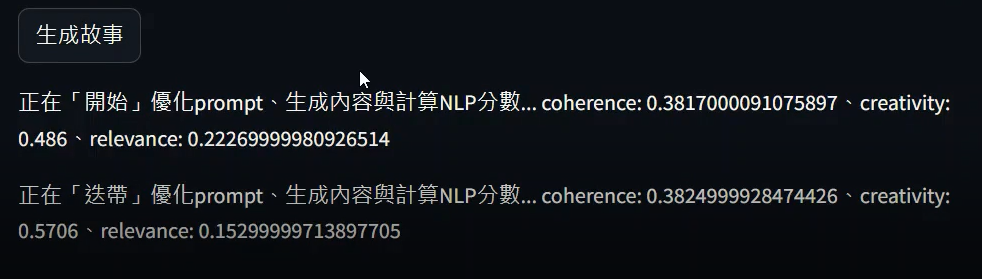 生成故事
正在「開始」優化prompt、生成內容與計算NLP分數... coherence: 0.3817000091075897、creativity:
0.486、relevance: 0.22269999980926514
正在「迭帶」優化prompt、生成內容與計算NLP分數... coherence: 0.3824999928474426、creativity:
0.5706、relevance: 0.15299999713897705